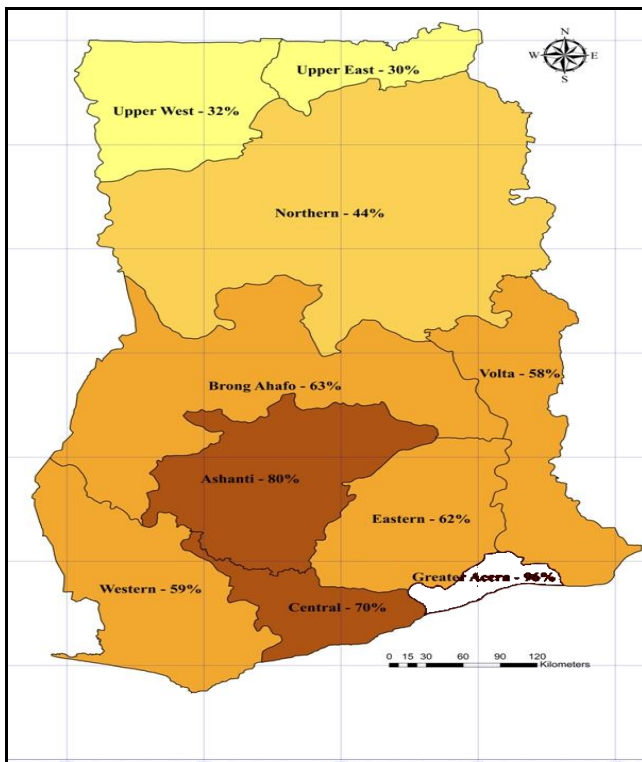 N
W E
S
Upper East - 30%
Upper West - 32%
Northern - 44%
Volta - 58%
Brong Ahafo - 63%
Ashanti - 80%
Eastern - 62%
Greater Accra - 96%
Western - 59%
Central - 70%
0 15 30 60 90 120
Kilometers